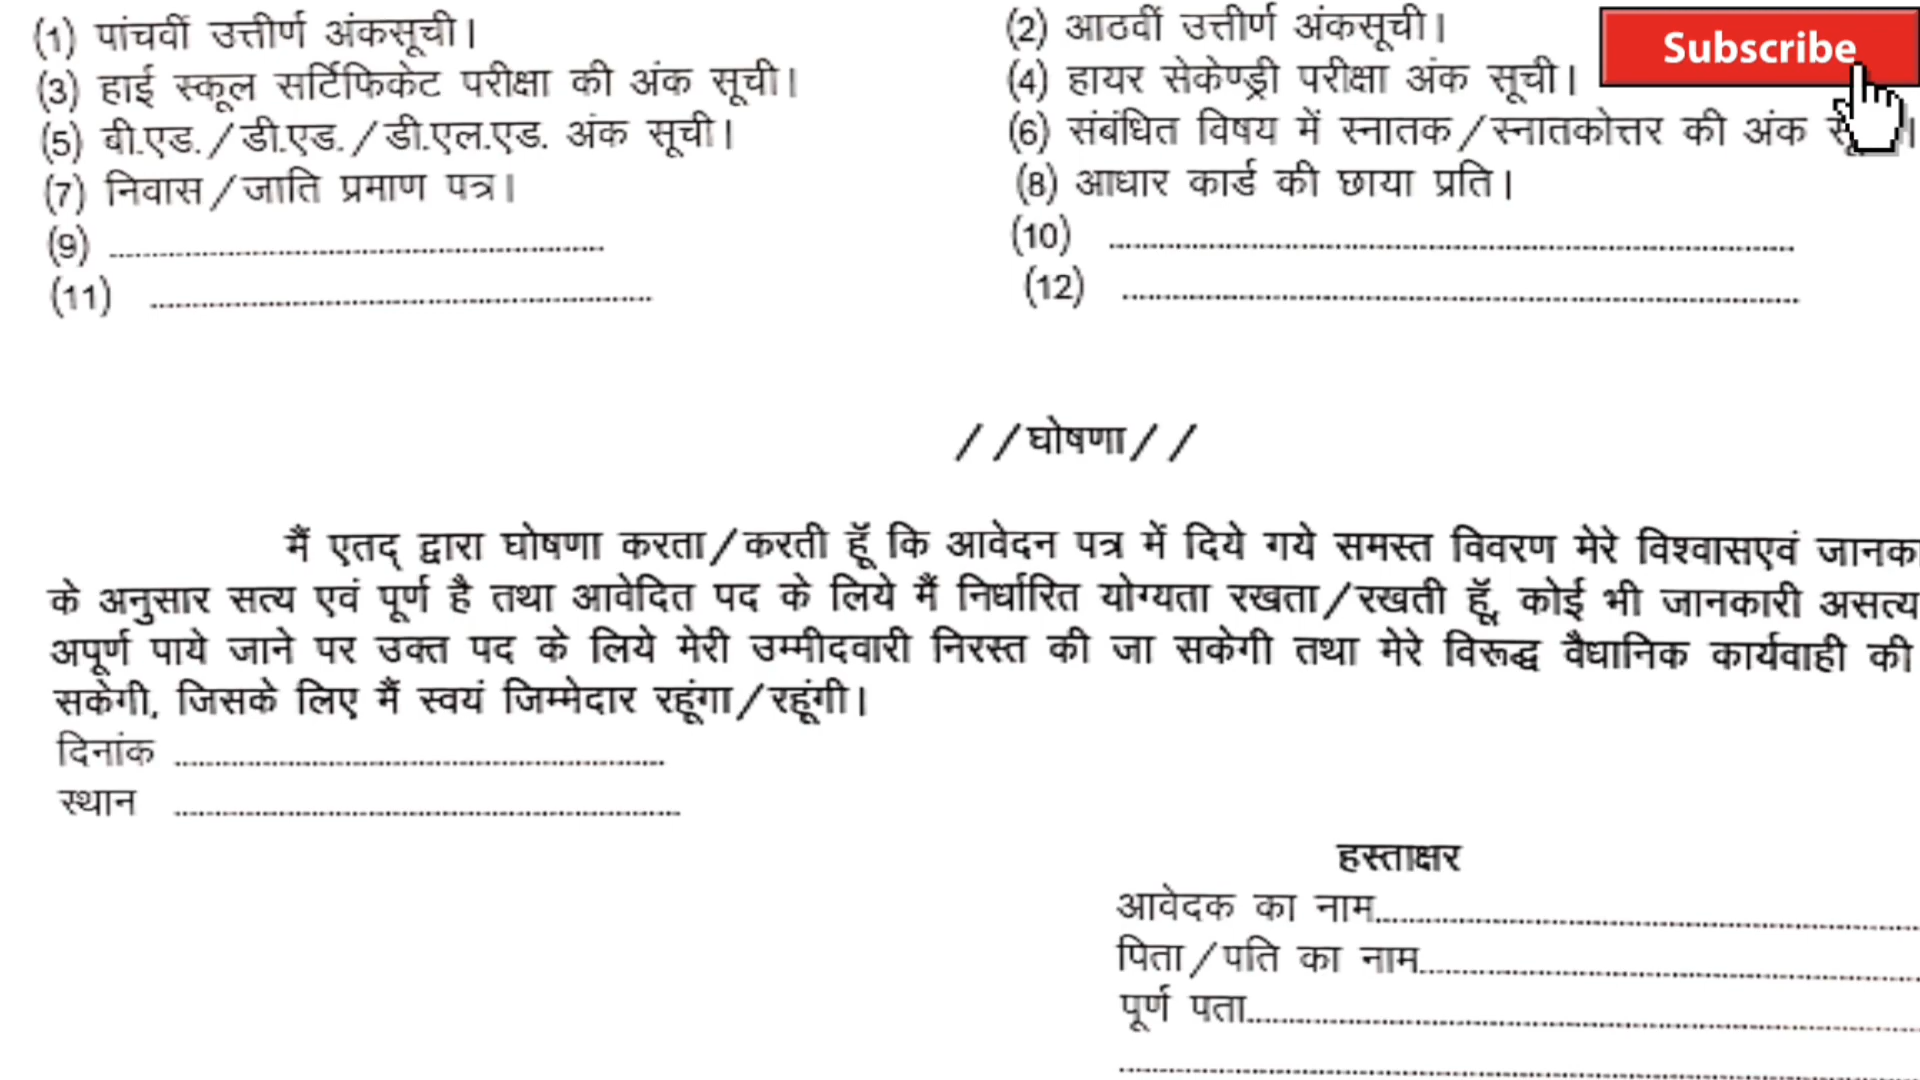 (1) पांचवीं उत्तीर्ण अंकसूची।
(2) आठवीं उत्तीर्ण अंकसूची।
Subscribe
(3) हाई स्कूल सर्टिफिकेट परीक्षा की अंक सूची।
(4) हायर सेकेण्ड्री परीक्षा अंक सूची।
(5) बी.एड./डी.एड./डी.एल.एड. अंक सूची।
(6) संबंधित विषय में स्नातक/स्नातकोत्तर की अंक
(7) निवास/जाति प्रमाण पत्र।
(8) आधार कार्ड की छाया प्रति।
(9) ........................
(10) ........................
(11) ........................
(12) ........................
//घोषणा//
मैं एतद् द्वारा घोषणा करता/करती हूॅ कि आवेदन पत्र में दिये गये समस्त विवरण मेरे विश्वासएवं
के अनुसार सत्य एवं पूर्ण है तथा आवेदित पद के लिये मैं निर्धारित योग्यता रखता/रखती हूॅ, कोई भी जानकारी असत्य
अपूर्ण पाये जाने पर उक्त पद के लिये मेरी उम्मीदवारी निरस्त की जा सकेगी तथा मेरे विरूद्ध वैधानिक कार्यवाही की
सकेगी, जिसके लिए मैं स्वयं जिम्मेदार रहूंगा/रहूंगी।
दिनांक ........................
स्थान ........................
हस्ताक्षर
आवेदक का नाम........................
पिता/पति का नाम........................
पूर्ण पता........................